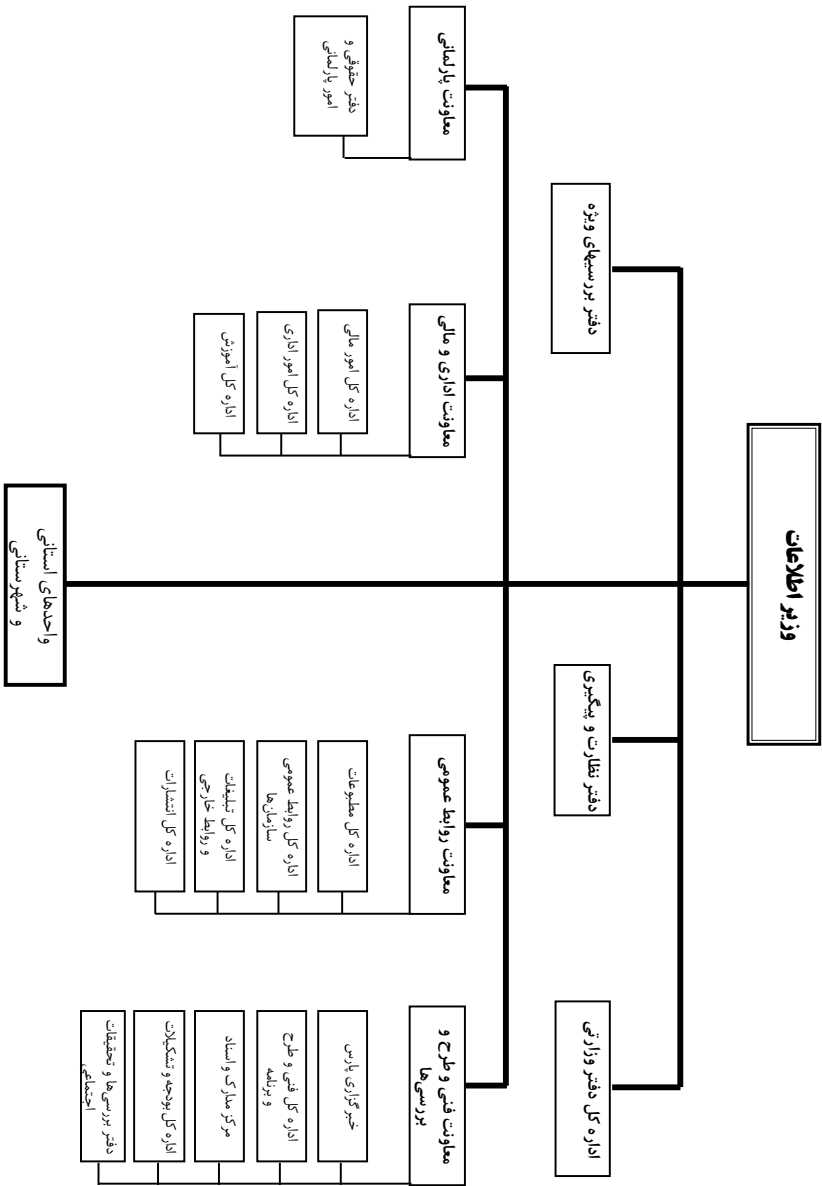 وزیر اطلاعات
دفتر بررسیهای ویژه
دفتر نظارت و پیگیری
اداره کل دفتر وزارتی
معاونت پارلمانی
دفتر حقوقی و
امور پارلمانی
معاونت اداری و مالی
اداره کل امور مالی
اداره کل امور اداری
اداره کل آموزش
معاونت روابط عمومی
اداره کل مطبوعات
اداره کل روابط عمومی
سازمان‌ها
اداره کل تبلیغات
و روابط خارجی
اداره کل انتشارات
معاونت فنی و طرح و
بررسی‌ها
خبرگزاری پارس
اداره کل فنی و طرح
و برنامه
مرکز مدارک و اسناد
اداره کل بودجه و تشکیلات
دفتر بررسی‌ها و تحقیقات
اجتماعی
واحدهای استانی
و شهرستانی